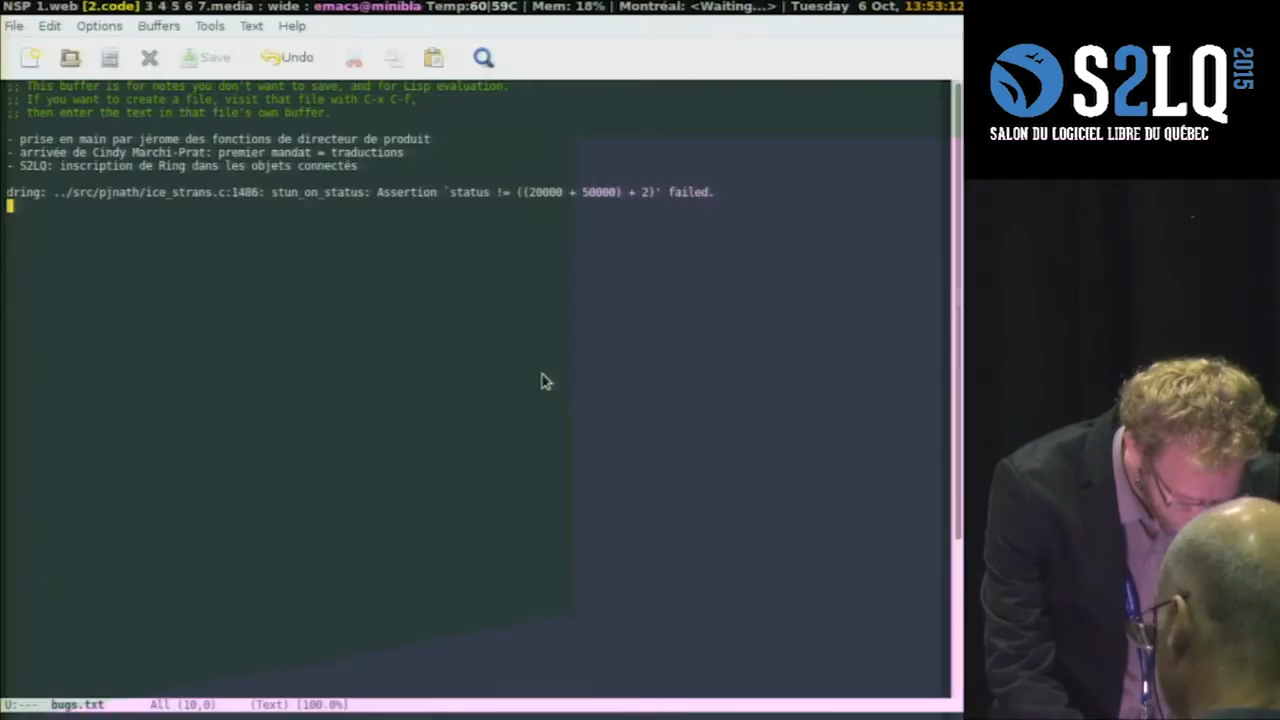 NSP 1.web [2.code] 3 4 5 6 7.media : wide : emacs@minibla Temp:60|59C | Mem: 18% | Montréal: <Waiting...> | Tuesday 6 Oct, 13:53:12
File Edit Options Buffers Tools Text Help
Save Undo
;; This buffer is for notes you don't want to save, and for Lisp evaluation.
;; If you want to create a file, visit that file with C-x C-f,
;; then enter the text in that file's own buffer.
- prise en main par jérome des fonctions de directeur de produit
- arrivée de Cindy Marchi-Prat: premier mandat = traductions
- S2LQ: inscription de Ring dans les objets connectés
dring: ../src/pjnath/ice_strans.c:1486: stun_on_status: Assertion `status != ((20000 + 50000) + 2)' failed.
U:--- bugs.txt All (10,0) (Text) [100.0%]
S2LQ 2015
SALON DU LOGICIEL LIBRE DU QUÉBEC